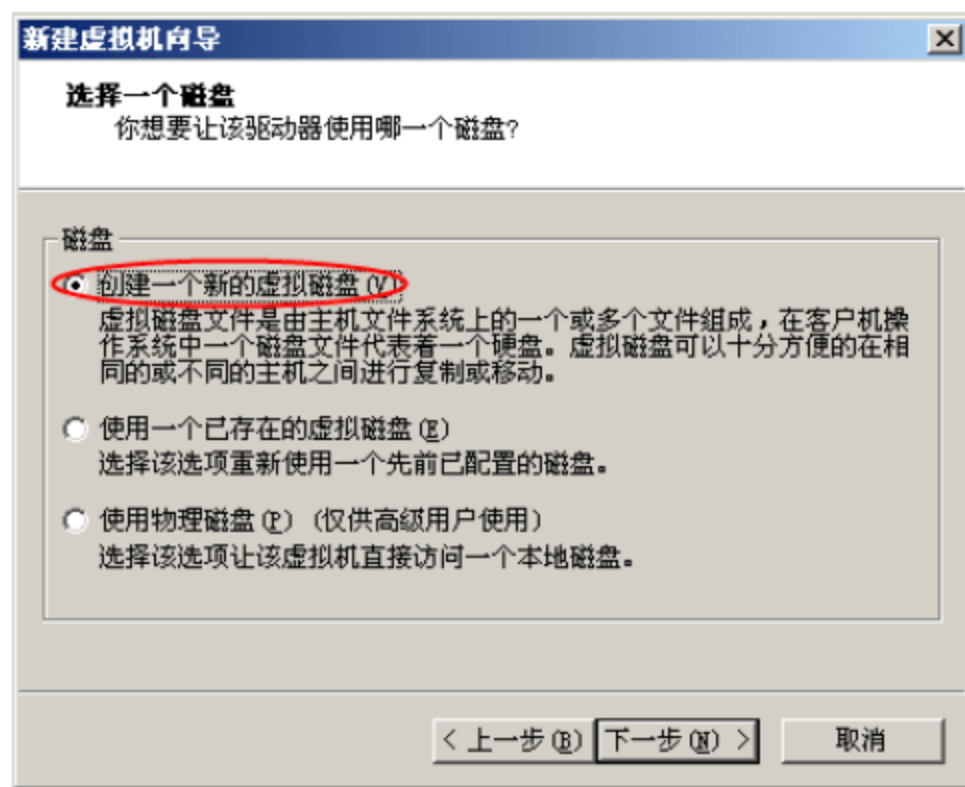 新建虚拟机向导
选择一个磁盘
你想要让该驱动器使用哪一个磁盘?
磁盘
创建一个新的虚拟磁盘(V)
虚拟磁盘文件是由主机文件系统上的一个或多个文件组成，在客户机操
作系统中一个磁盘文件代表着一个硬盘。虚拟磁盘可以十分方便的在相
同的或不同的主机之间进行复制或移动。
使用一个已存在的虚拟磁盘(E)
选择该选项重新使用一个先前已配置的磁盘。
使用物理磁盘(P) (仅供高级用户使用)
选择该选项让该虚拟机直接访问一个本地磁盘。
< 上一步(B) 下一步(N) > 取消